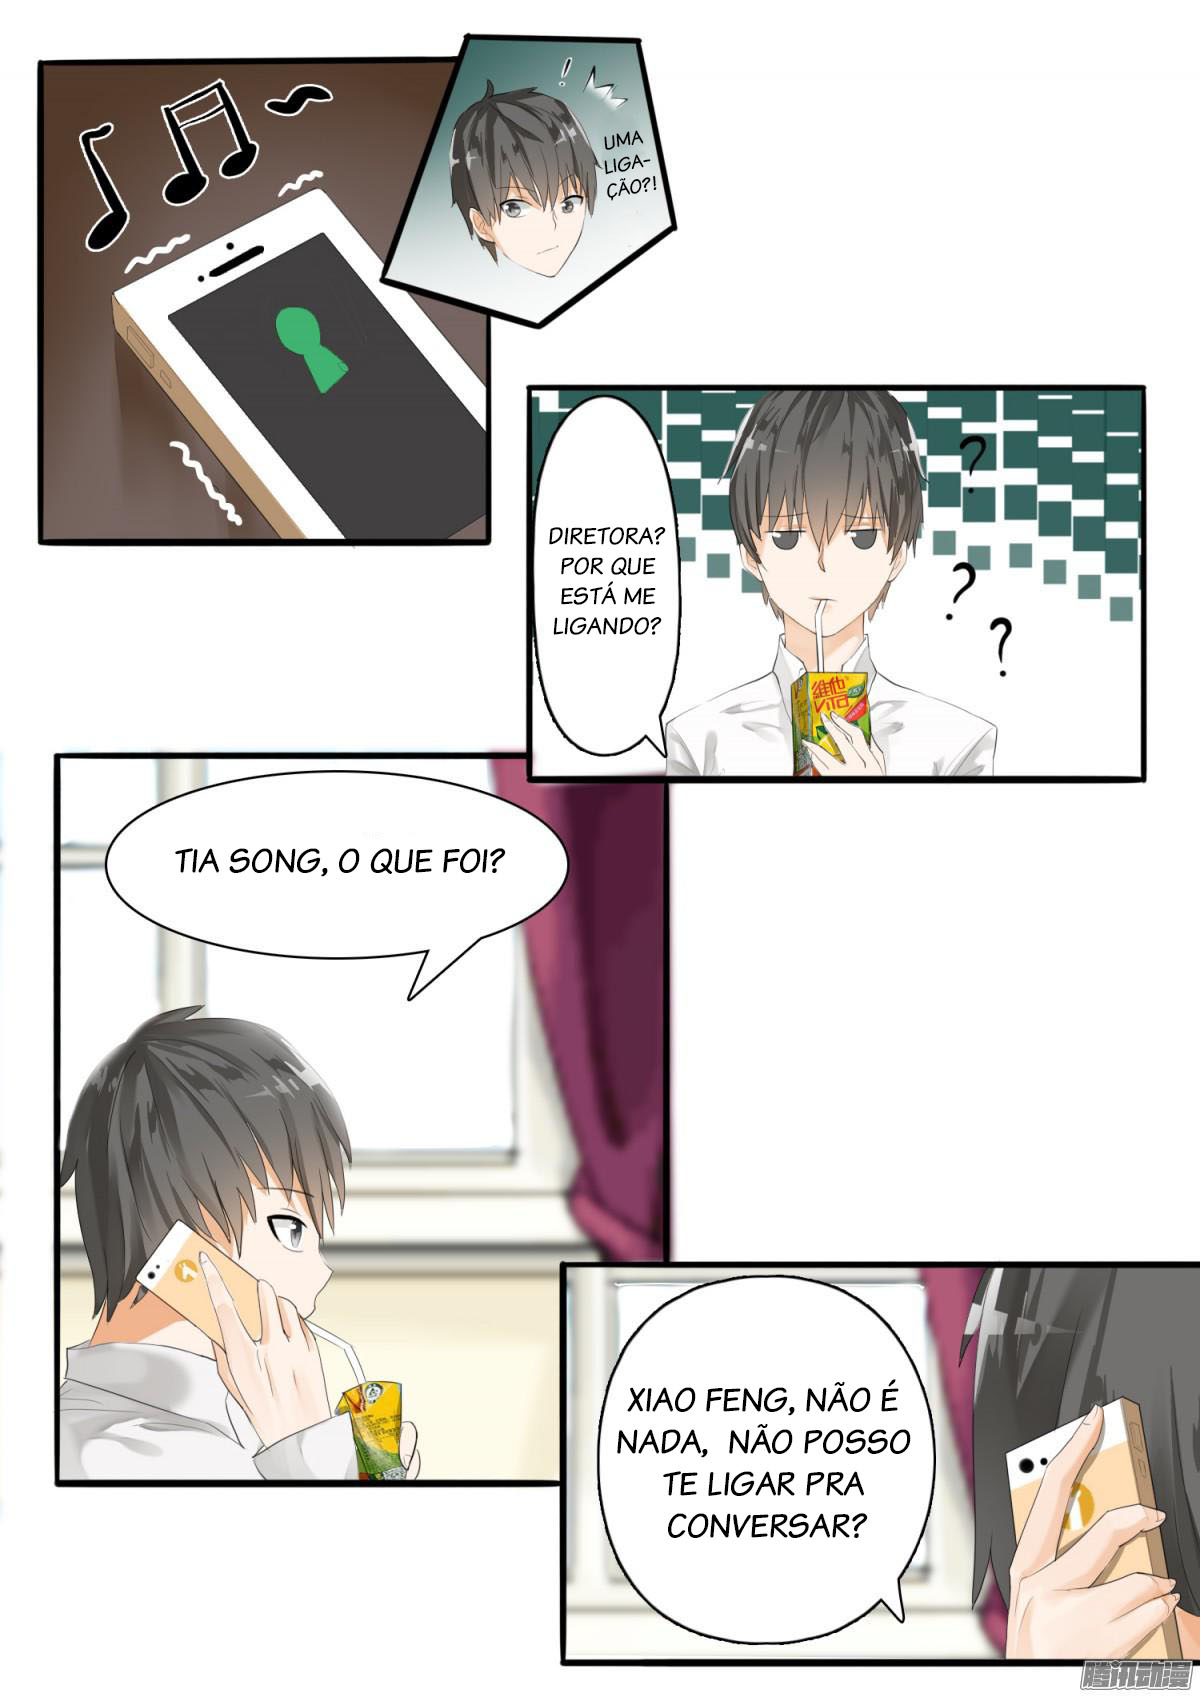 UMA
LIGA-
ÇÃO?!
DIRETORA?
POR QUE
ESTÁ ME
LIGANDO?
維他
VITA
TIA SONG, O QUE FOI?
XIAO FENG, NÃO É
NADA, NÃO POSSO
TE LIGAR PRA
CONVERSAR?
腾讯动漫